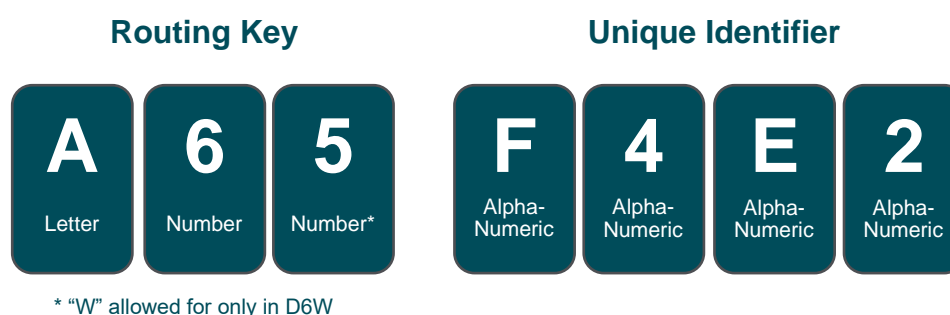 Routing Key
Unique Identifier
A 6 5 F 4 E 2
Letter Number Number* Alpha-
Numeric Alpha-
Numeric Alpha-
Numeric Alpha-
Numeric
* “W” allowed for only in D6W